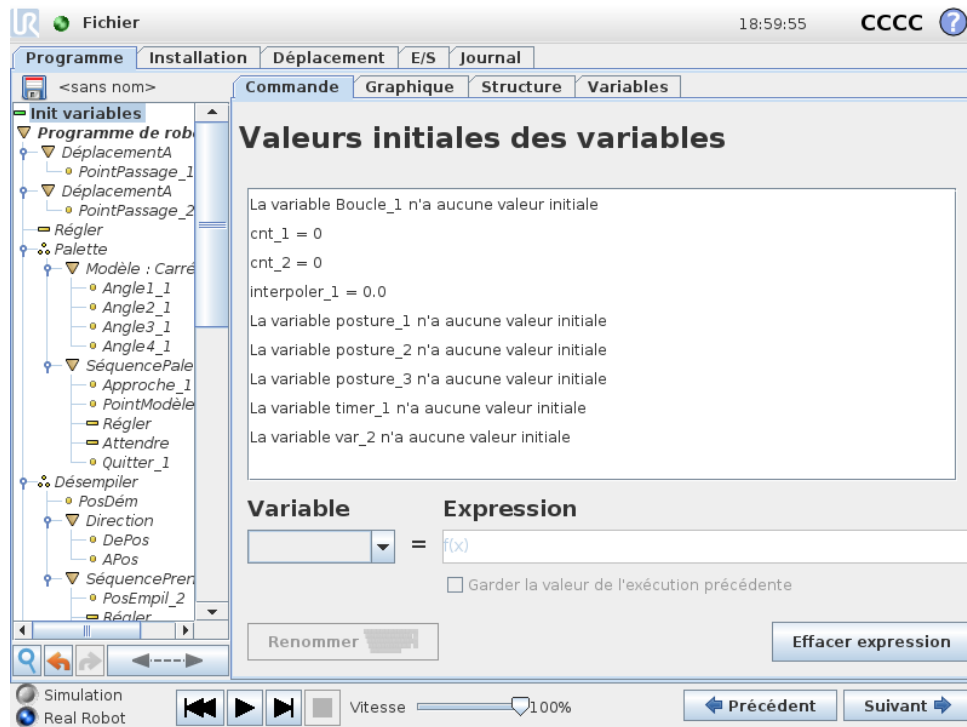 UR Fichier 18:59:55 CCCC ?
Programme Installation Déplacement E/S Journal
<sans nom> Commande Graphique Structure Variables
Init variables
Programme de rob
DéplacementA
PointPassage_1
DéplacementA
PointPassage_2
Régler
Palette
Modèle : Carré
Angle1_1
Angle2_1
Angle3_1
Angle4_1
SéquencePale
Approche_1
PointModèle
Régler
Attendre
Quitter_1
Désempiler
PosDém
Direction
DePos
APos
SéquencePren
PosEmpil_2
Régler
Valeurs initiales des variables
La variable Boucle_1 n'a aucune valeur initiale
cnt_1 = 0
cnt_2 = 0
interpoler_1 = 0.0
La variable posture_1 n'a aucune valeur initiale
La variable posture_2 n'a aucune valeur initiale
La variable posture_3 n'a aucune valeur initiale
La variable timer_1 n'a aucune valeur initiale
La variable var_2 n'a aucune valeur initiale
Variable Expression
= f(x)
Garder la valeur de l'exécution précédente
Renommer Effacer expression
Simulation
Real Robot
Vitesse 100% Précédent Suivant